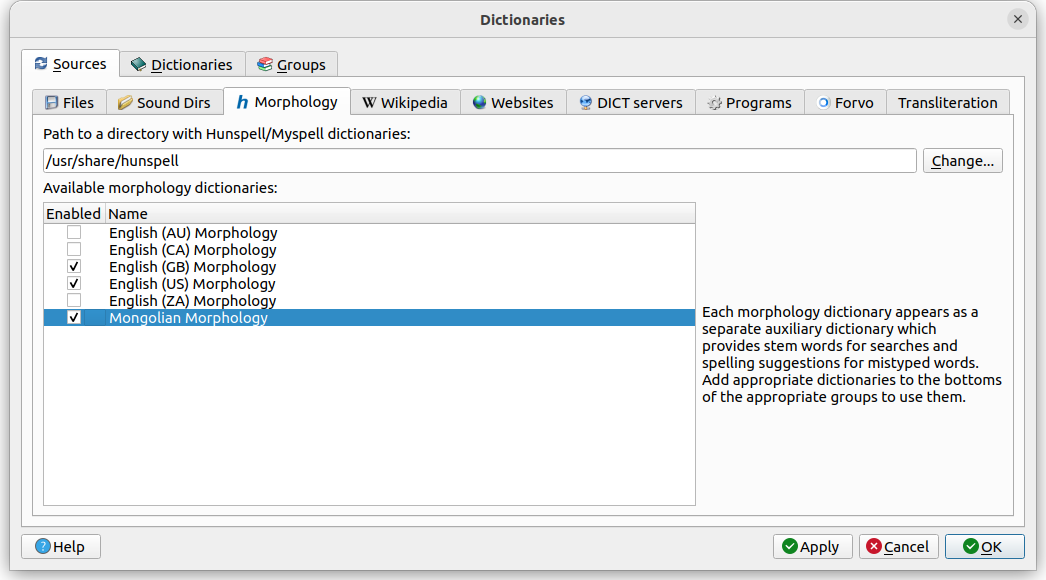 Dictionaries
Sources Dictionaries Groups
Files Sound Dirs Morphology Wikipedia Websites DICT servers Programs Forvo Transliteration
Path to a directory with Hunspell/Myspell dictionaries:
/usr/share/hunspell Change...
Available morphology dictionaries:
Enabled Name
English (AU) Morphology
English (CA) Morphology
English (GB) Morphology
English (US) Morphology
English (ZA) Morphology
Mongolian Morphology
Each morphology dictionary appears as a
separate auxiliary dictionary which
provides stem words for searches and
spelling suggestions for mistyped words.
Add appropriate dictionaries to the bottoms
of the appropriate groups to use them.
Help Apply Cancel OK